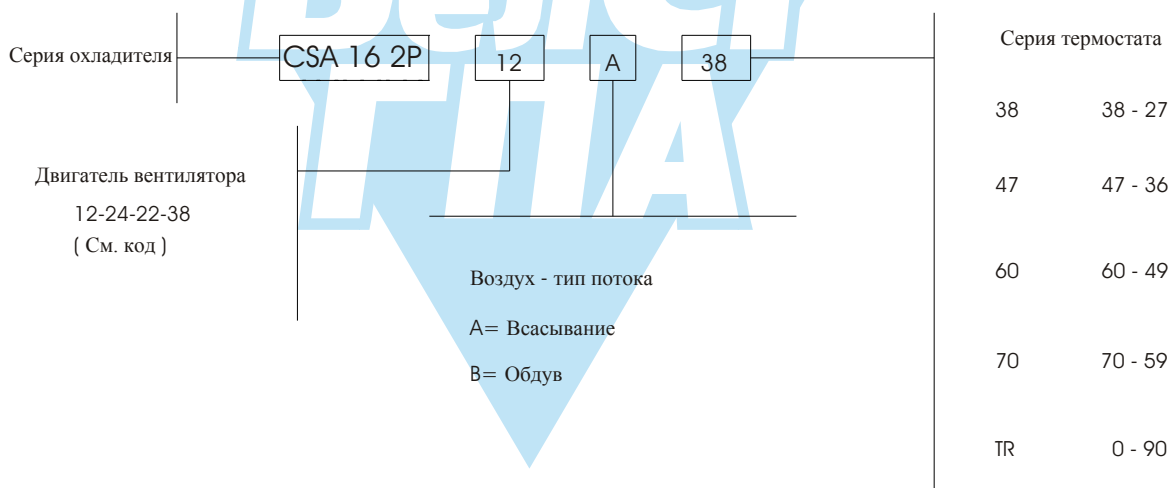 Серия охладителя
CSA 16 2P
12
A
38
Серия термостата
38 38 - 27
47 47 - 36
60 60 - 49
70 70 - 59
TR 0 - 90
Двигатель вентилятора
12-24-22-38
( См. код )
Воздух - тип потока
A= Всасывание
B= Обдув
ГПА